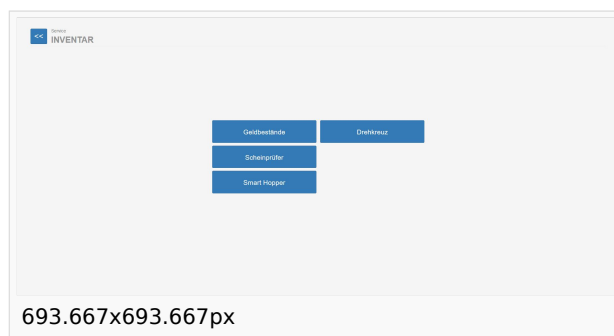 <<
Service
INVENTAR
Geldbestände
Drehkreuz
Scheinprüfer
Smart Hopper
693.667x693.667px